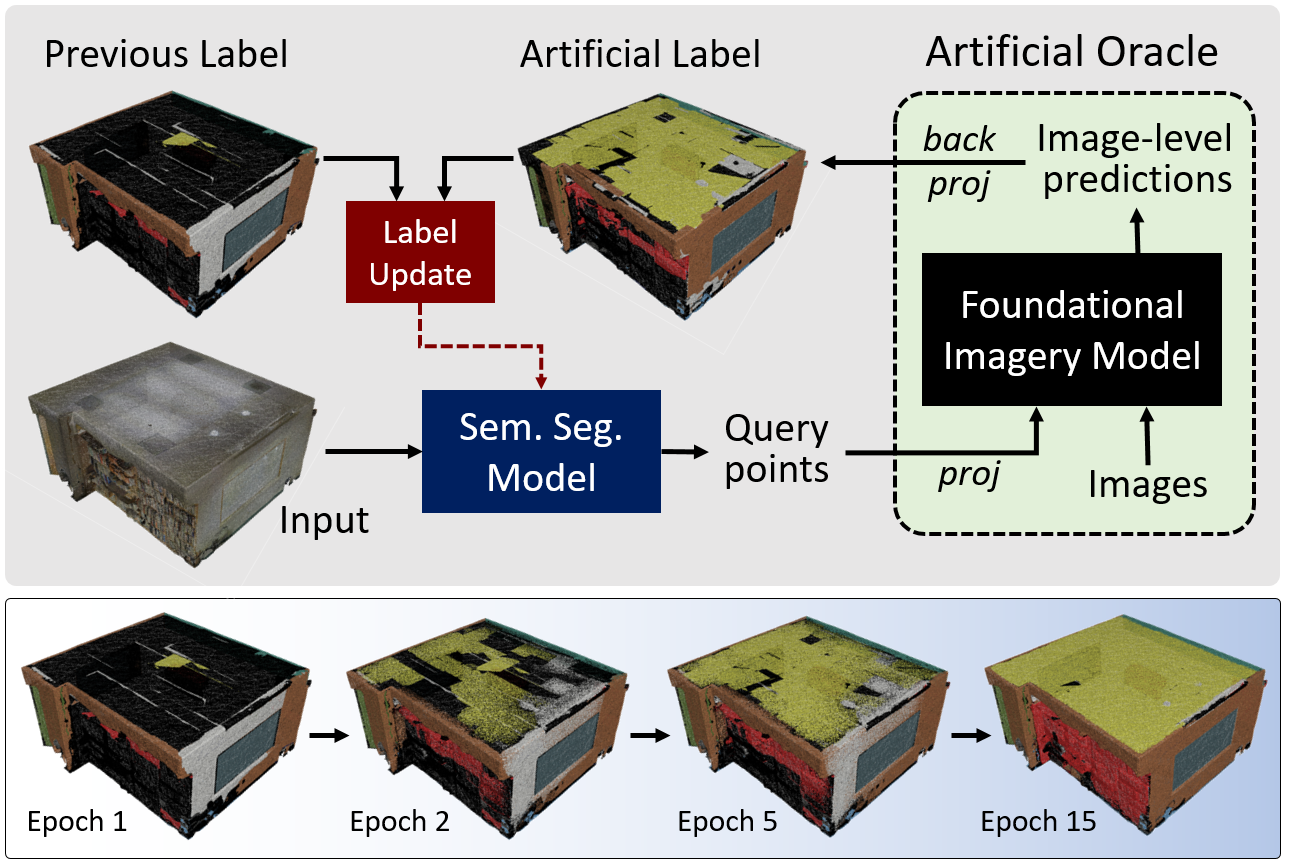 Previous Label
Artificial Label
Artificial Oracle
back
proj
Image-level
predictions
Label
Update
Foundational
Imagery Model
Sem. Seg.
Model
Query
points
proj
Images
Input
Epoch 1
Epoch 2
Epoch 5
Epoch 15